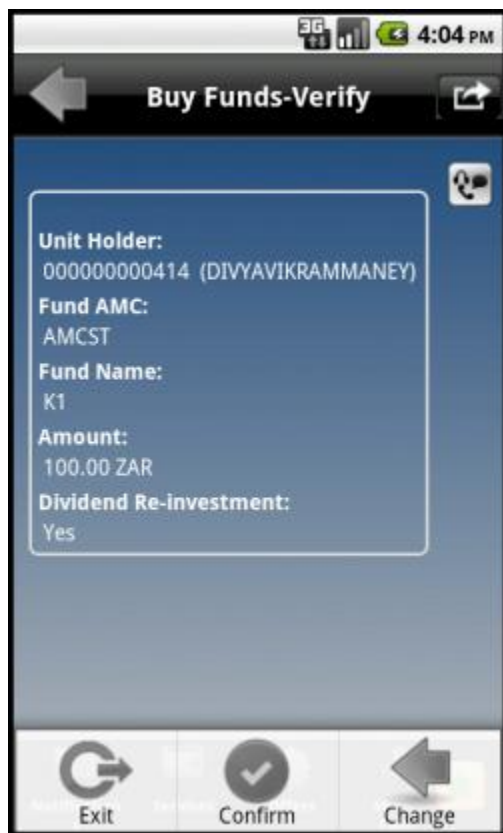 3G 4:04 PM
Buy Funds-Verify
Unit Holder:
000000000414 (DIVYAVIKRAMMANEY)
Fund AMC:
AMCST
Fund Name:
K1
Amount:
100.00 ZAR
Dividend Re-investment:
Yes
Exit Confirm Change